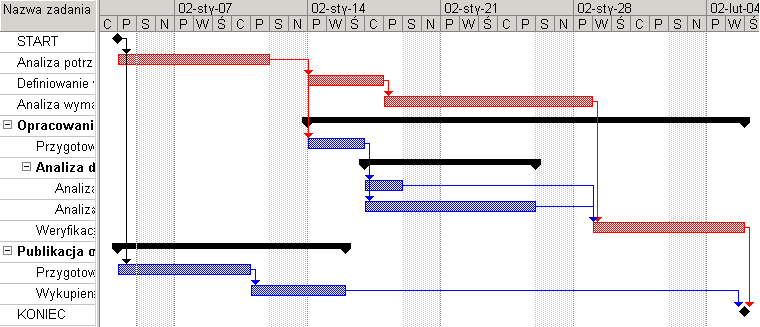 Nazwa zadania
02-sty-07 02-sty-14 02-sty-21 02-sty-28 02-lut-04
C P S N P W Ś C P S N P W Ś C P S N P W Ś C P S N P W Ś C P S N P W Ś
START
Analiza potrz
Definiowanie
Analiza wyma
Opracowani
Przygotow
Analiza d
Analiza
Analiza
Weryfikac
Publikacja o
Przygotow
Wykupien
KONIEC